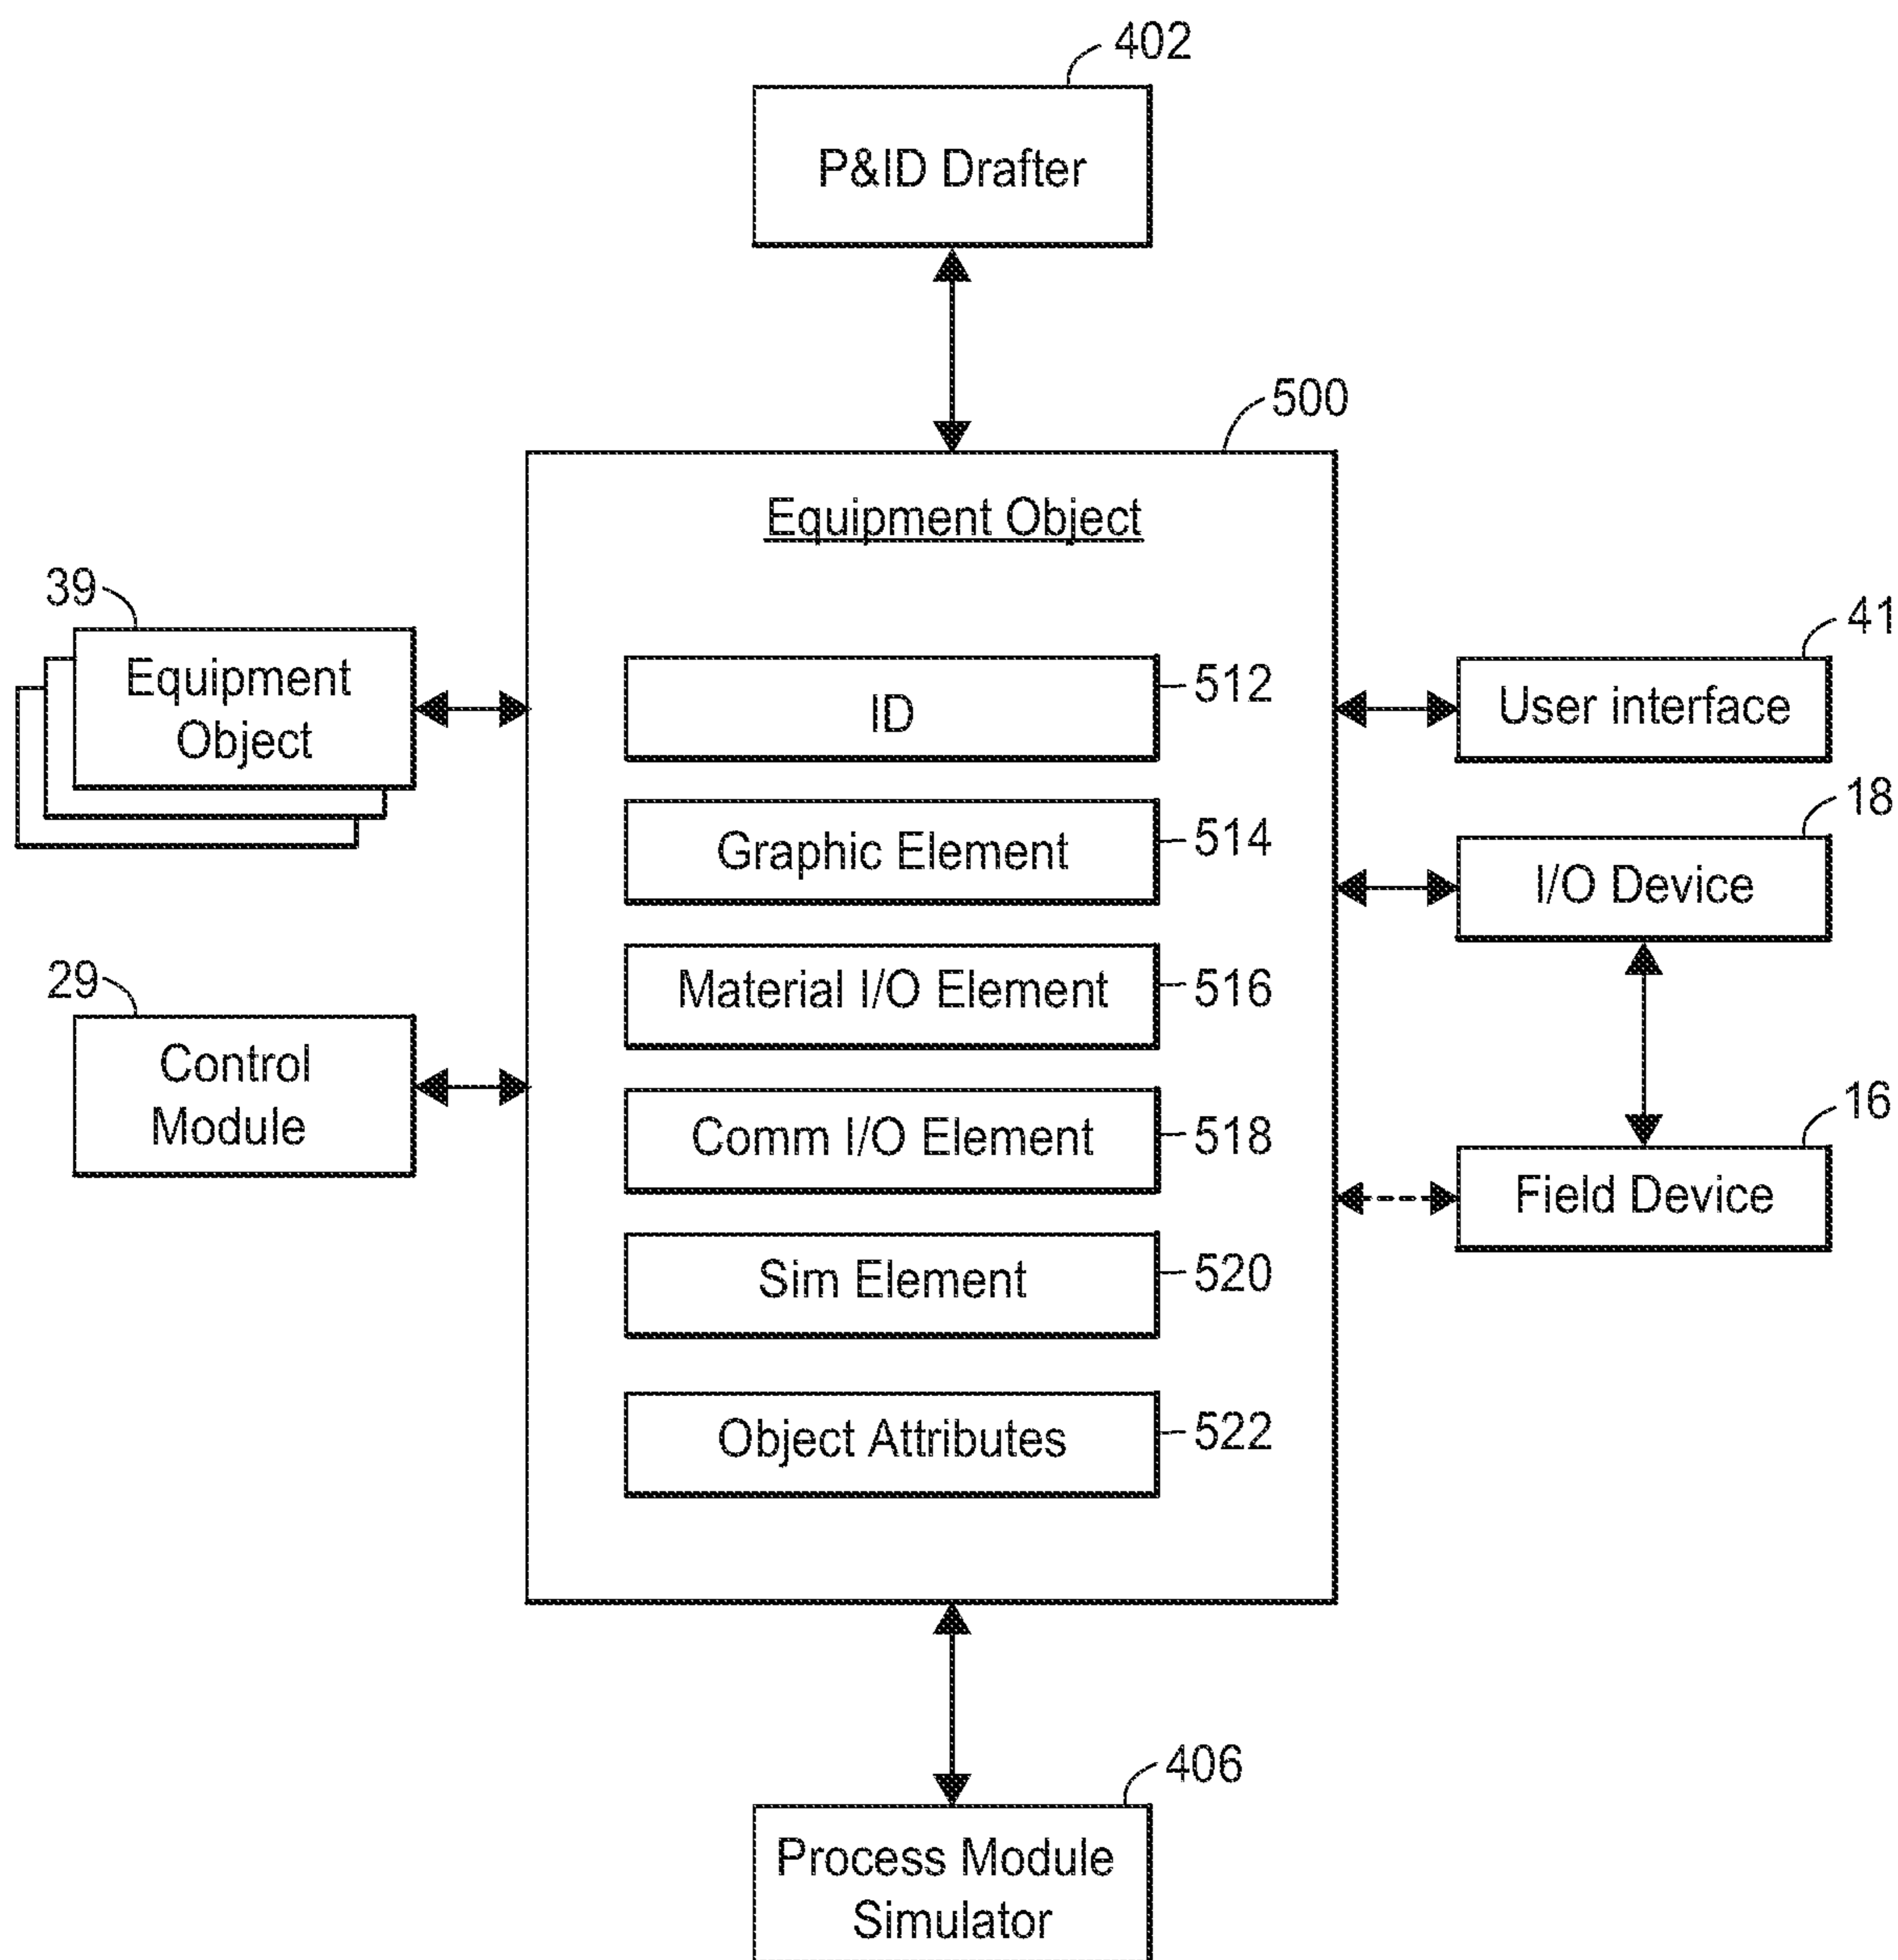 402
P&ID Drafter
500
Equipment Object
39
Equipment
Object
41
User interface
ID
512
18
I/O Device
Graphic Element
514
29
Control
Module
Material I/O Element
516
16
Field Device
Comm I/O Element
518
Sim Element
520
Object Attributes
522
406
Process Module
Simulator